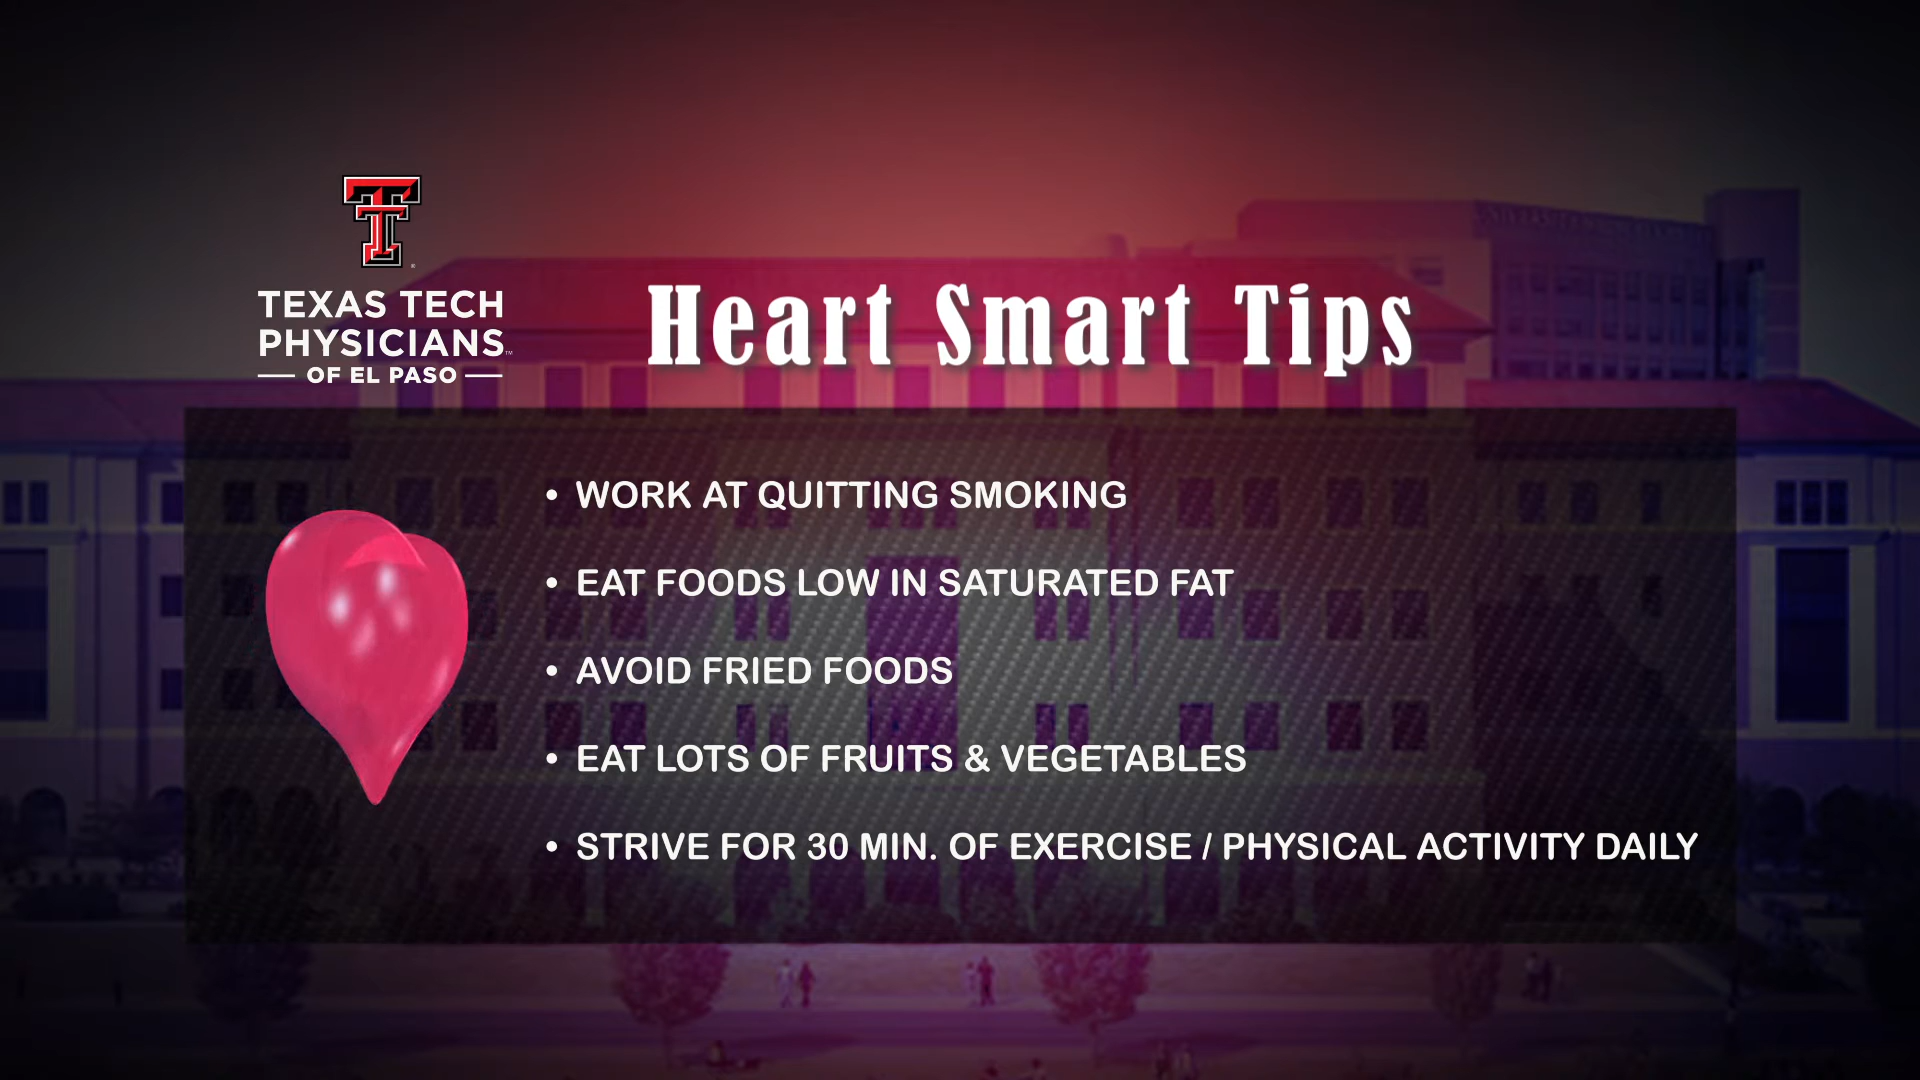 TEXAS TECH
PHYSICIANS™
OF EL PASO
Heart Smart Tips
• WORK AT QUITTING SMOKING
• EAT FOODS LOW IN SATURATED FAT
• AVOID FRIED FOODS
• EAT LOTS OF FRUITS & VEGETABLES
• STRIVE FOR 30 MIN. OF EXERCISE / PHYSICAL ACTIVITY DAILY